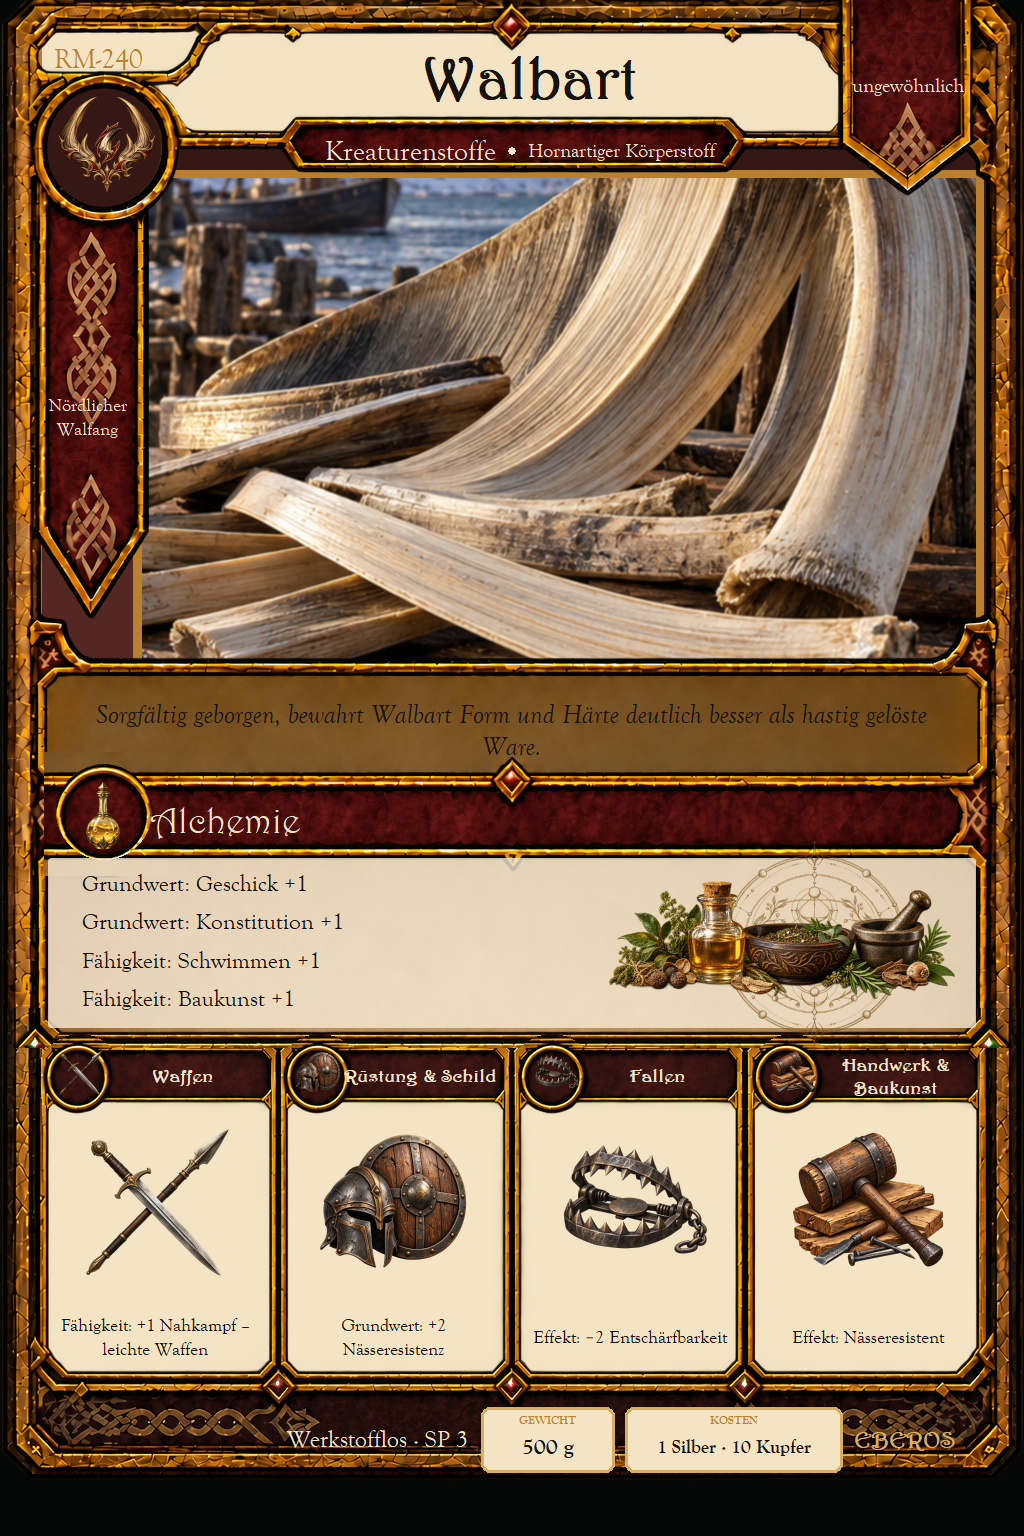 RM-240
Walbart
ungewöhnlich
Kreaturenstoffe • Hornartiger Körperstoff
Nördlicher
Walfang
Sorgfältig geborgen, bewahrt Walbart Form und Härte deutlich besser als hastig gelöste
Ware.
Alchemie
Grundwert: Geschick +1
Grundwert: Konstitution +1
Fähigkeit: Schwimmen +1
Fähigkeit: Baukunst +1
Waffen
Fähigkeit: +1 Nahkampf –
leichte Waffen
Rüstung & Schild
Grundwert: +2
Nässeresistenz
Fallen
Effekt: −2 Entschärfbarkeit
Handwerk &
Baukunst
Effekt: Nässeresistent
Werkstofflos · SP 3
GEWICHT
500 g
KOSTEN
1 Silber · 10 Kupfer
EBEROS